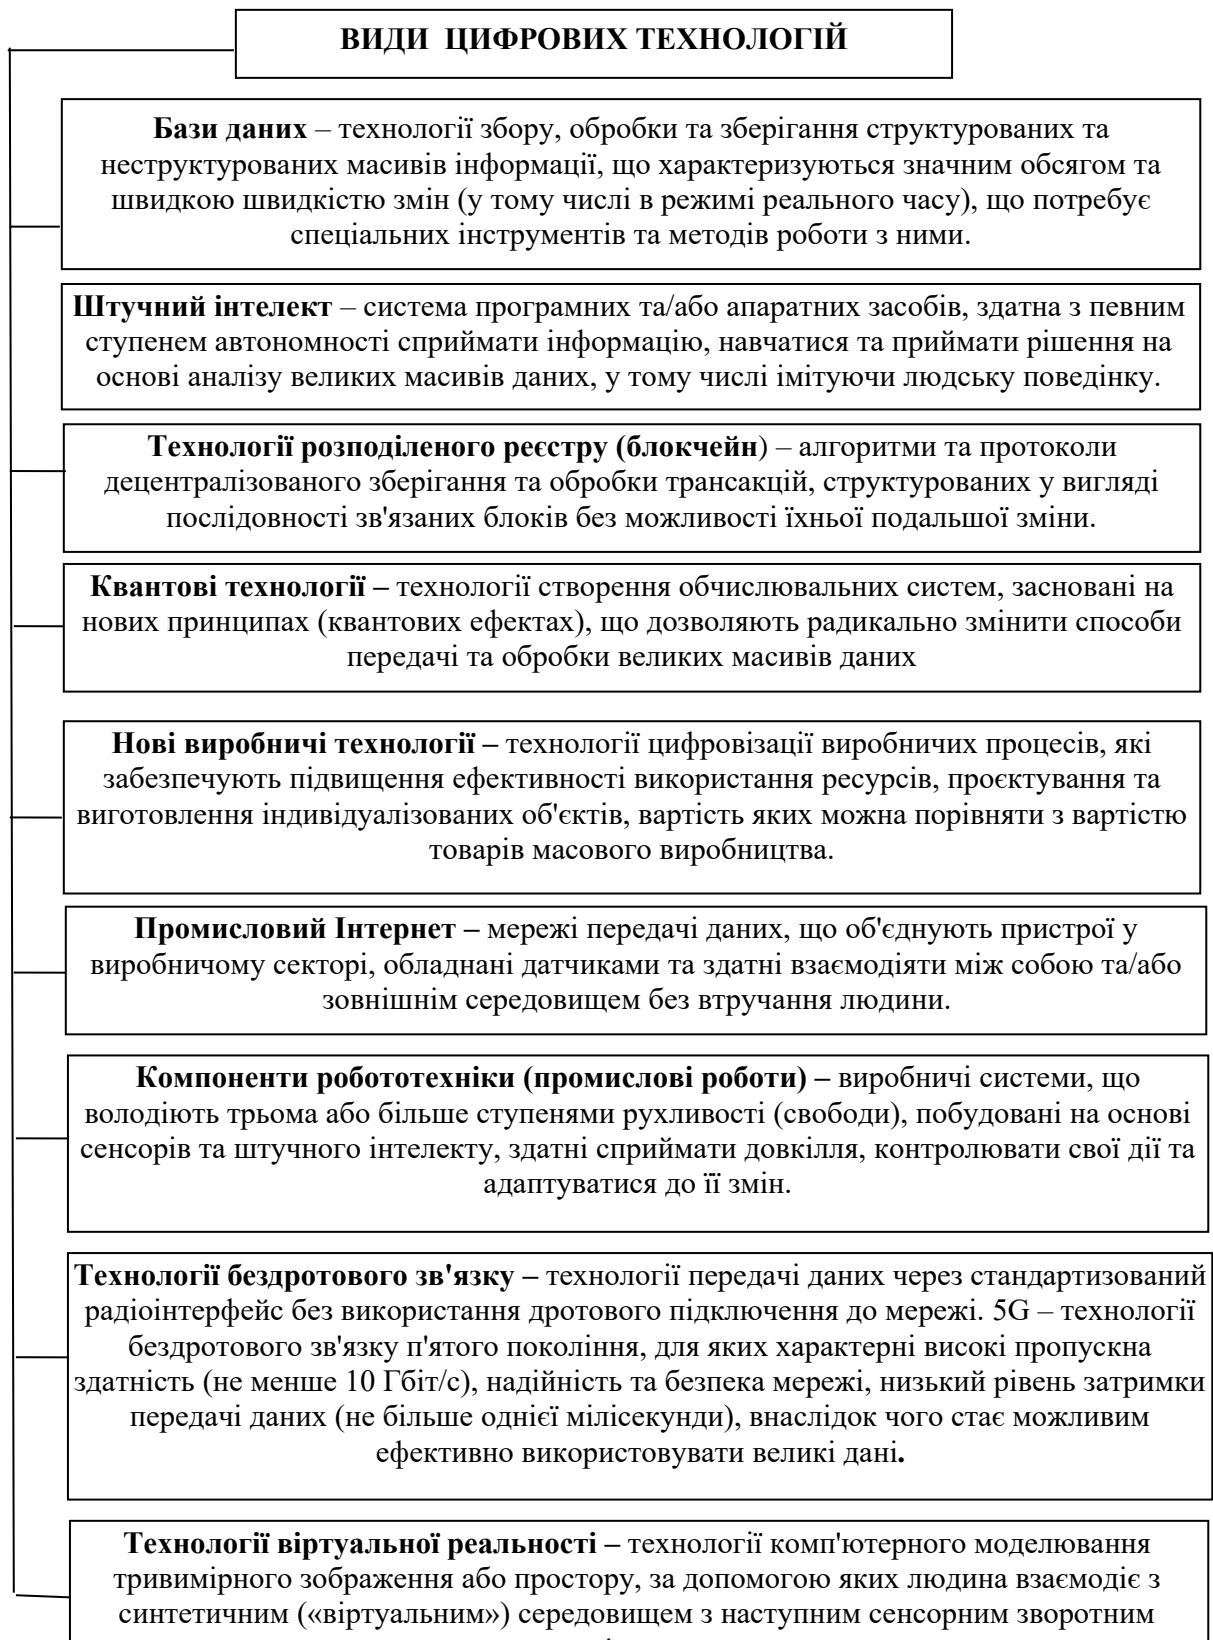 ВИДИ ЦИФРОВИХ ТЕХНОЛОГІЙ
Бази даних – технології збору, обробки та зберігання структурованих та
неструктурованих масивів інформації, що характеризуються значним обсягом та
швидкою швидкістю змін (у тому числі в режимі реального часу), що потребує
спеціальних інструментів та методів роботи з ними.
Штучний інтелект – система програмних та/або апаратних засобів, здатна з певним
ступенем автономності сприймати інформацію, навчатися та приймати рішення на
основі аналізу великих масивів даних, у тому числі імітуючи людську поведінку.
Технології розподіленого реєстру (блокчейн) – алгоритми та протоколи
децентралізованого зберігання та обробки трансакцій, структурованих у вигляді
послідовності зв'язаних блоків без можливості їхньої подальшої зміни.
Квантові технології – технології створення обчислювальних систем, засновані на
нових принципах (квантових ефектах), що дозволяють радикально змінити способи
передачі та обробки великих масивів даних
Нові виробничі технології – технології цифровізації виробничих процесів, які
забезпечують підвищення ефективності використання ресурсів, проєктування та
виготовлення індивідуалізованих об'єктів, вартість яких можна порівняти з вартістю
товарів масового виробництва.
Промисловий Інтернет – мережі передачі даних, що об'єднують пристрої у
виробничому секторі, обладнані датчиками та здатні взаємодіяти між собою та/або
зовнішнім середовищем без втручання людини.
Компоненти робототехніки (промислові роботи) – виробничі системи, що
володіють трьома або більше ступенями рухливості (свободи), побудовані на основі
сенсорів та штучного інтелекту, здатні сприймати довкілля, контролювати свої дії та
адаптуватися до її змін.
Технології бездротового зв'язку – технології передачі даних через стандартизований
радіоінтерфейс без використання дротового підключення до мережі. 5G – технології
бездротового зв'язку п'ятого покоління, для яких характерні високі пропускна
здатність (не менше 10 Гбіт/с), надійність та безпека мережі, низький рівень затримки
передачі даних (не більше однієї мілісекунди), внаслідок чого стає можливим
ефективно використовувати великі дані.
Технології віртуальної реальності – технології комп'ютерного моделювання
тривимірного зображення або простору, за допомогою яких людина взаємодіє з
синтетичним («віртуальним») середовищем з наступним сенсорним зворотним